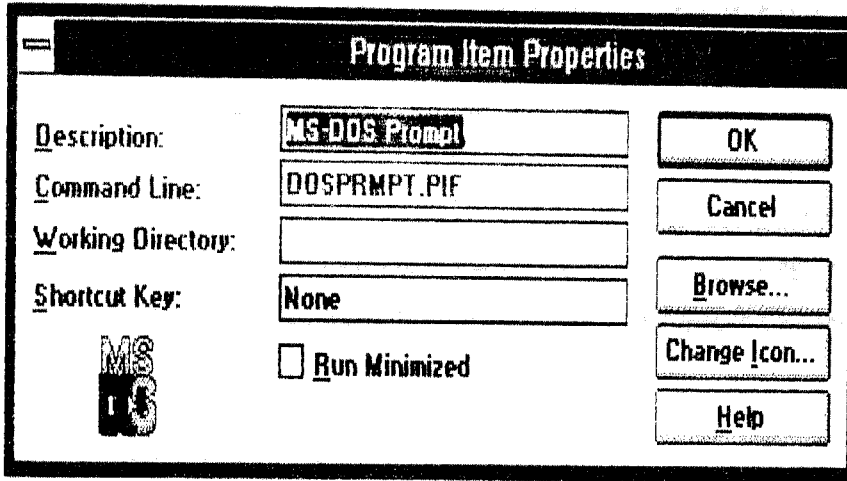 Program Item Properties
Description: MS-DOS Prompt
Command Line: DOSPRMPT.PIF
Working Directory:
Shortcut Key: None
Run Minimized
OK
Cancel
Browse...
Change Icon...
Help
MS